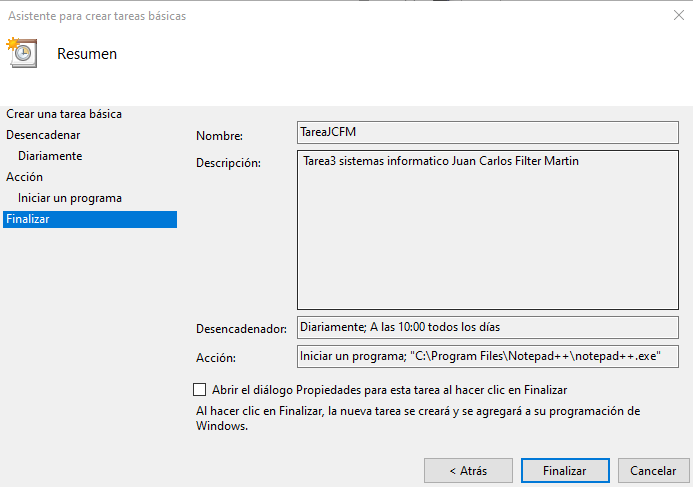 Asistente para crear tareas básicas
Resumen
Crear una tarea básica
Desencadenar
Diariamente
Acción
Iniciar un programa
Finalizar
Nombre: TareaJCFM
Descripción: Tarea3 sistemas informatico Juan Carlos Filter Martin
Desencadenador: Diariamente; A las 10:00 todos los días
Acción: Iniciar un programa; "C:\Program Files\Notepad++\notepad++.exe"
Abrir el diálogo Propiedades para esta tarea al hacer clic en Finalizar
Al hacer clic en Finalizar, la nueva tarea se creará y se agregará a su programación de
Windows.
< Atrás Finalizar Cancelar